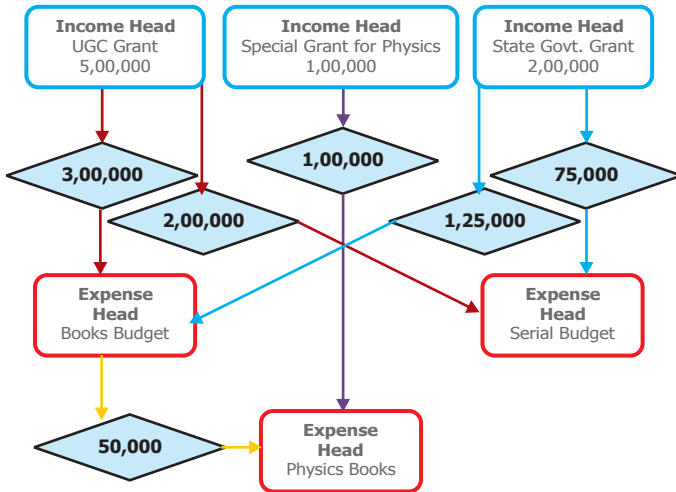 Income Head
UGC Grant
5,00,000
Income Head
Special Grant for Physics
1,00,000
Income Head
State Govt. Grant
2,00,000
3,00,000
2,00,000
1,00,000
1,25,000
75,000
Expense
Head
Books Budget
Expense
Head
Serial Budget
50,000
Expense
Head
Physics Books